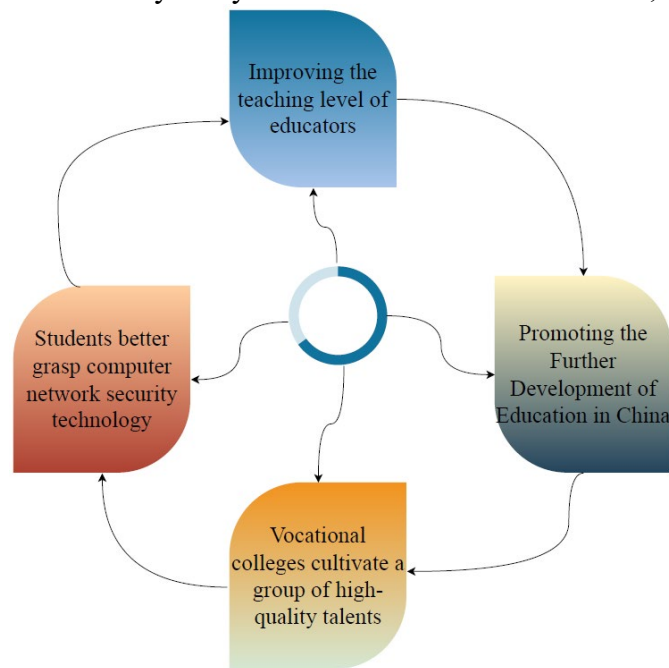 Improving the
teaching level of
educators
Students better
grasp computer
network security
technology
Promoting the
Further
Development of
Education in China
Vocational
colleges cultivate a
group of high-
quality talents